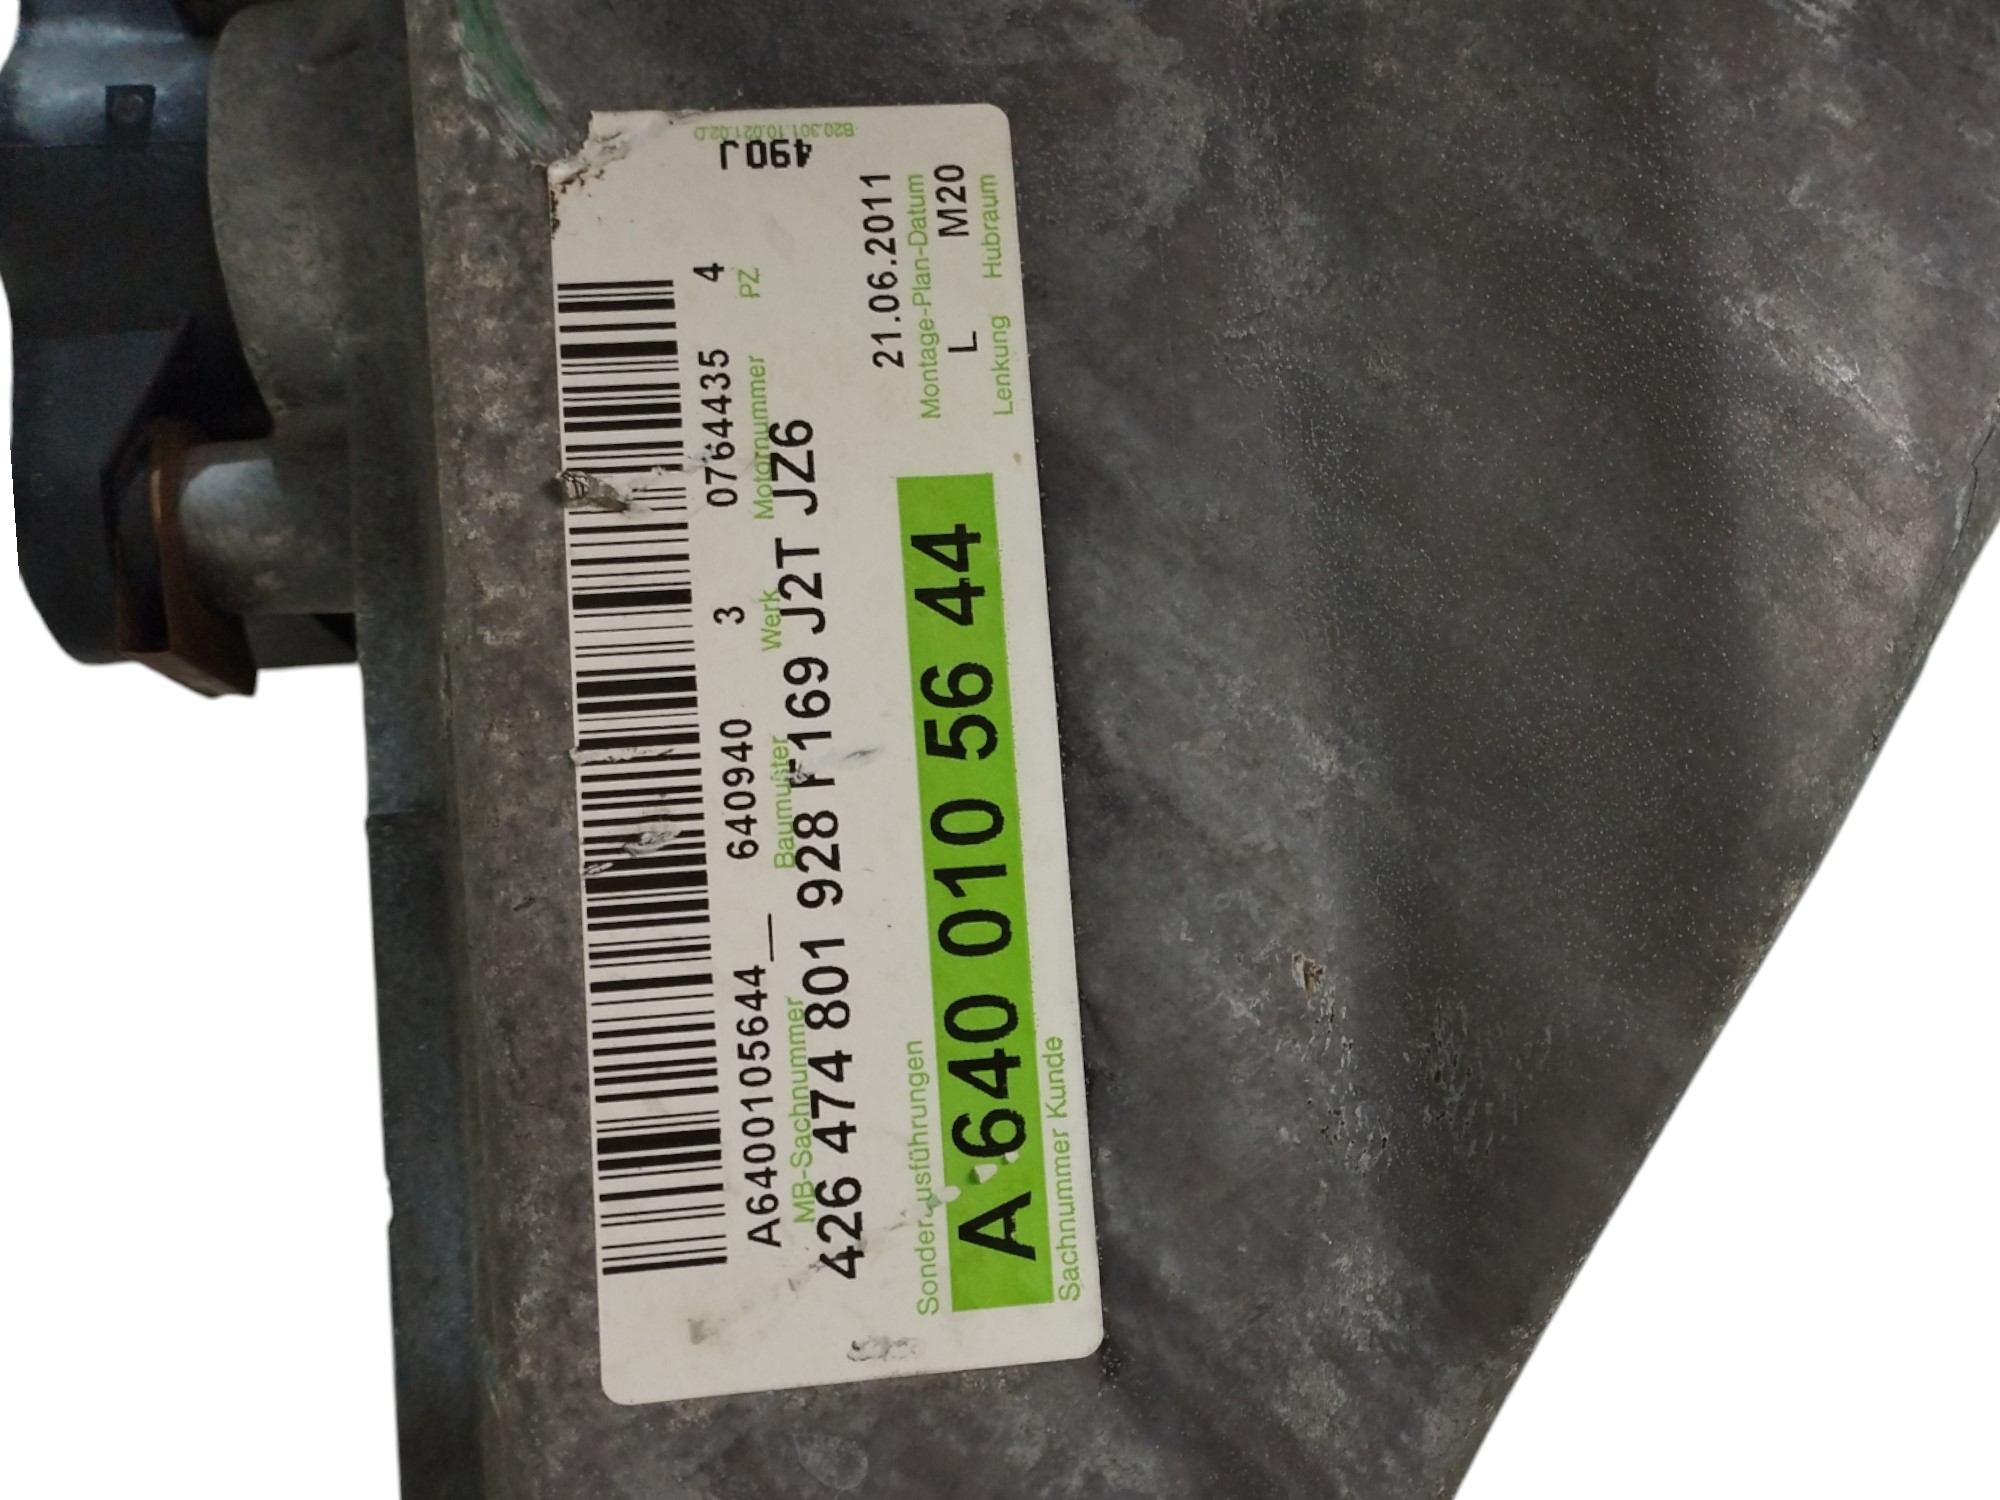 A6400105644__ 640940 3 0764435 4
MB-Sachnummer Baumuster Werk Motornummer PZ
426 474 801 928 F169 J2T JZ6
490J
B20.301.10.021.02.D
21.06.2011
Sonderausführungen Montage-Plan-Datum
A 640 010 56 44 L M20
Sachnummer Kunde Lenkung Hubraum